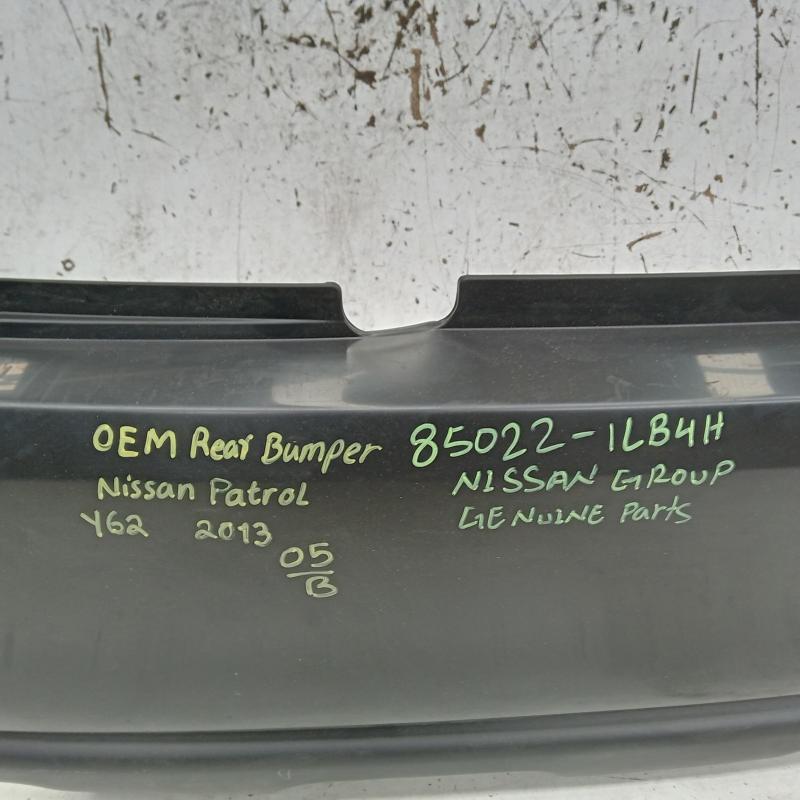 OEM Rear Bumper
Nissan Patrol
Y62 2013
05
B
85022-1LB4H
NISSAN GROUP
GENUINE Parts